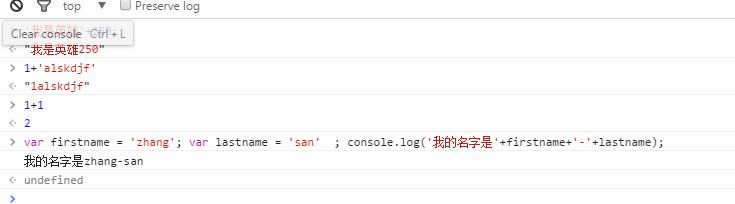 top ▼ Preserve log
Clear console Ctrl + L
"我是英雄250"
> 1+'alskdjf'
"1alskdjf"
> 1+1
2
> var firstname = 'zhang'; var lastname = 'san'  ; console.log('我的名字是'+firstname+'-'+lastname);
我的名字是zhang-san
undefined
>